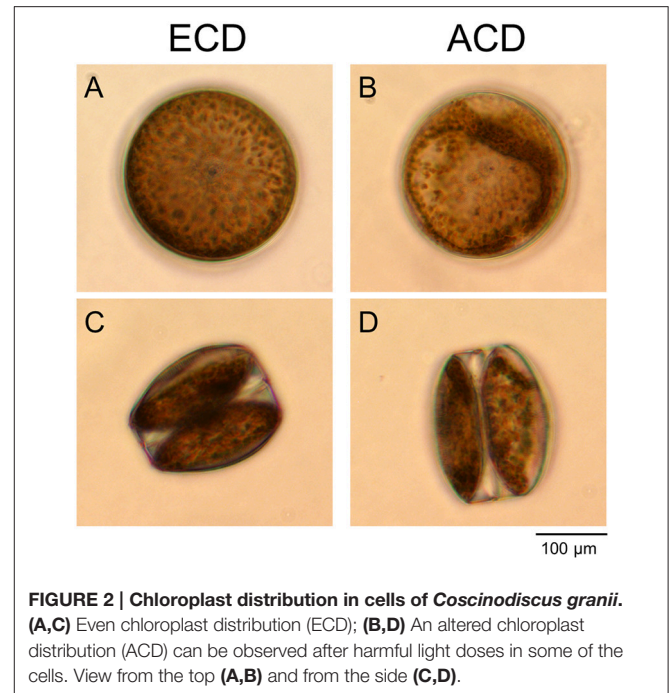 ECD ACD
A B
C D
100 μm
FIGURE 2 | Chloroplast distribution in cells of Coscinodiscus granii.
(A,C) Even chloroplast distribution (ECD); (B,D) An altered chloroplast
distribution (ACD) can be observed after harmful light doses in some of the
cells. View from the top (A,B) and from the side (C,D).